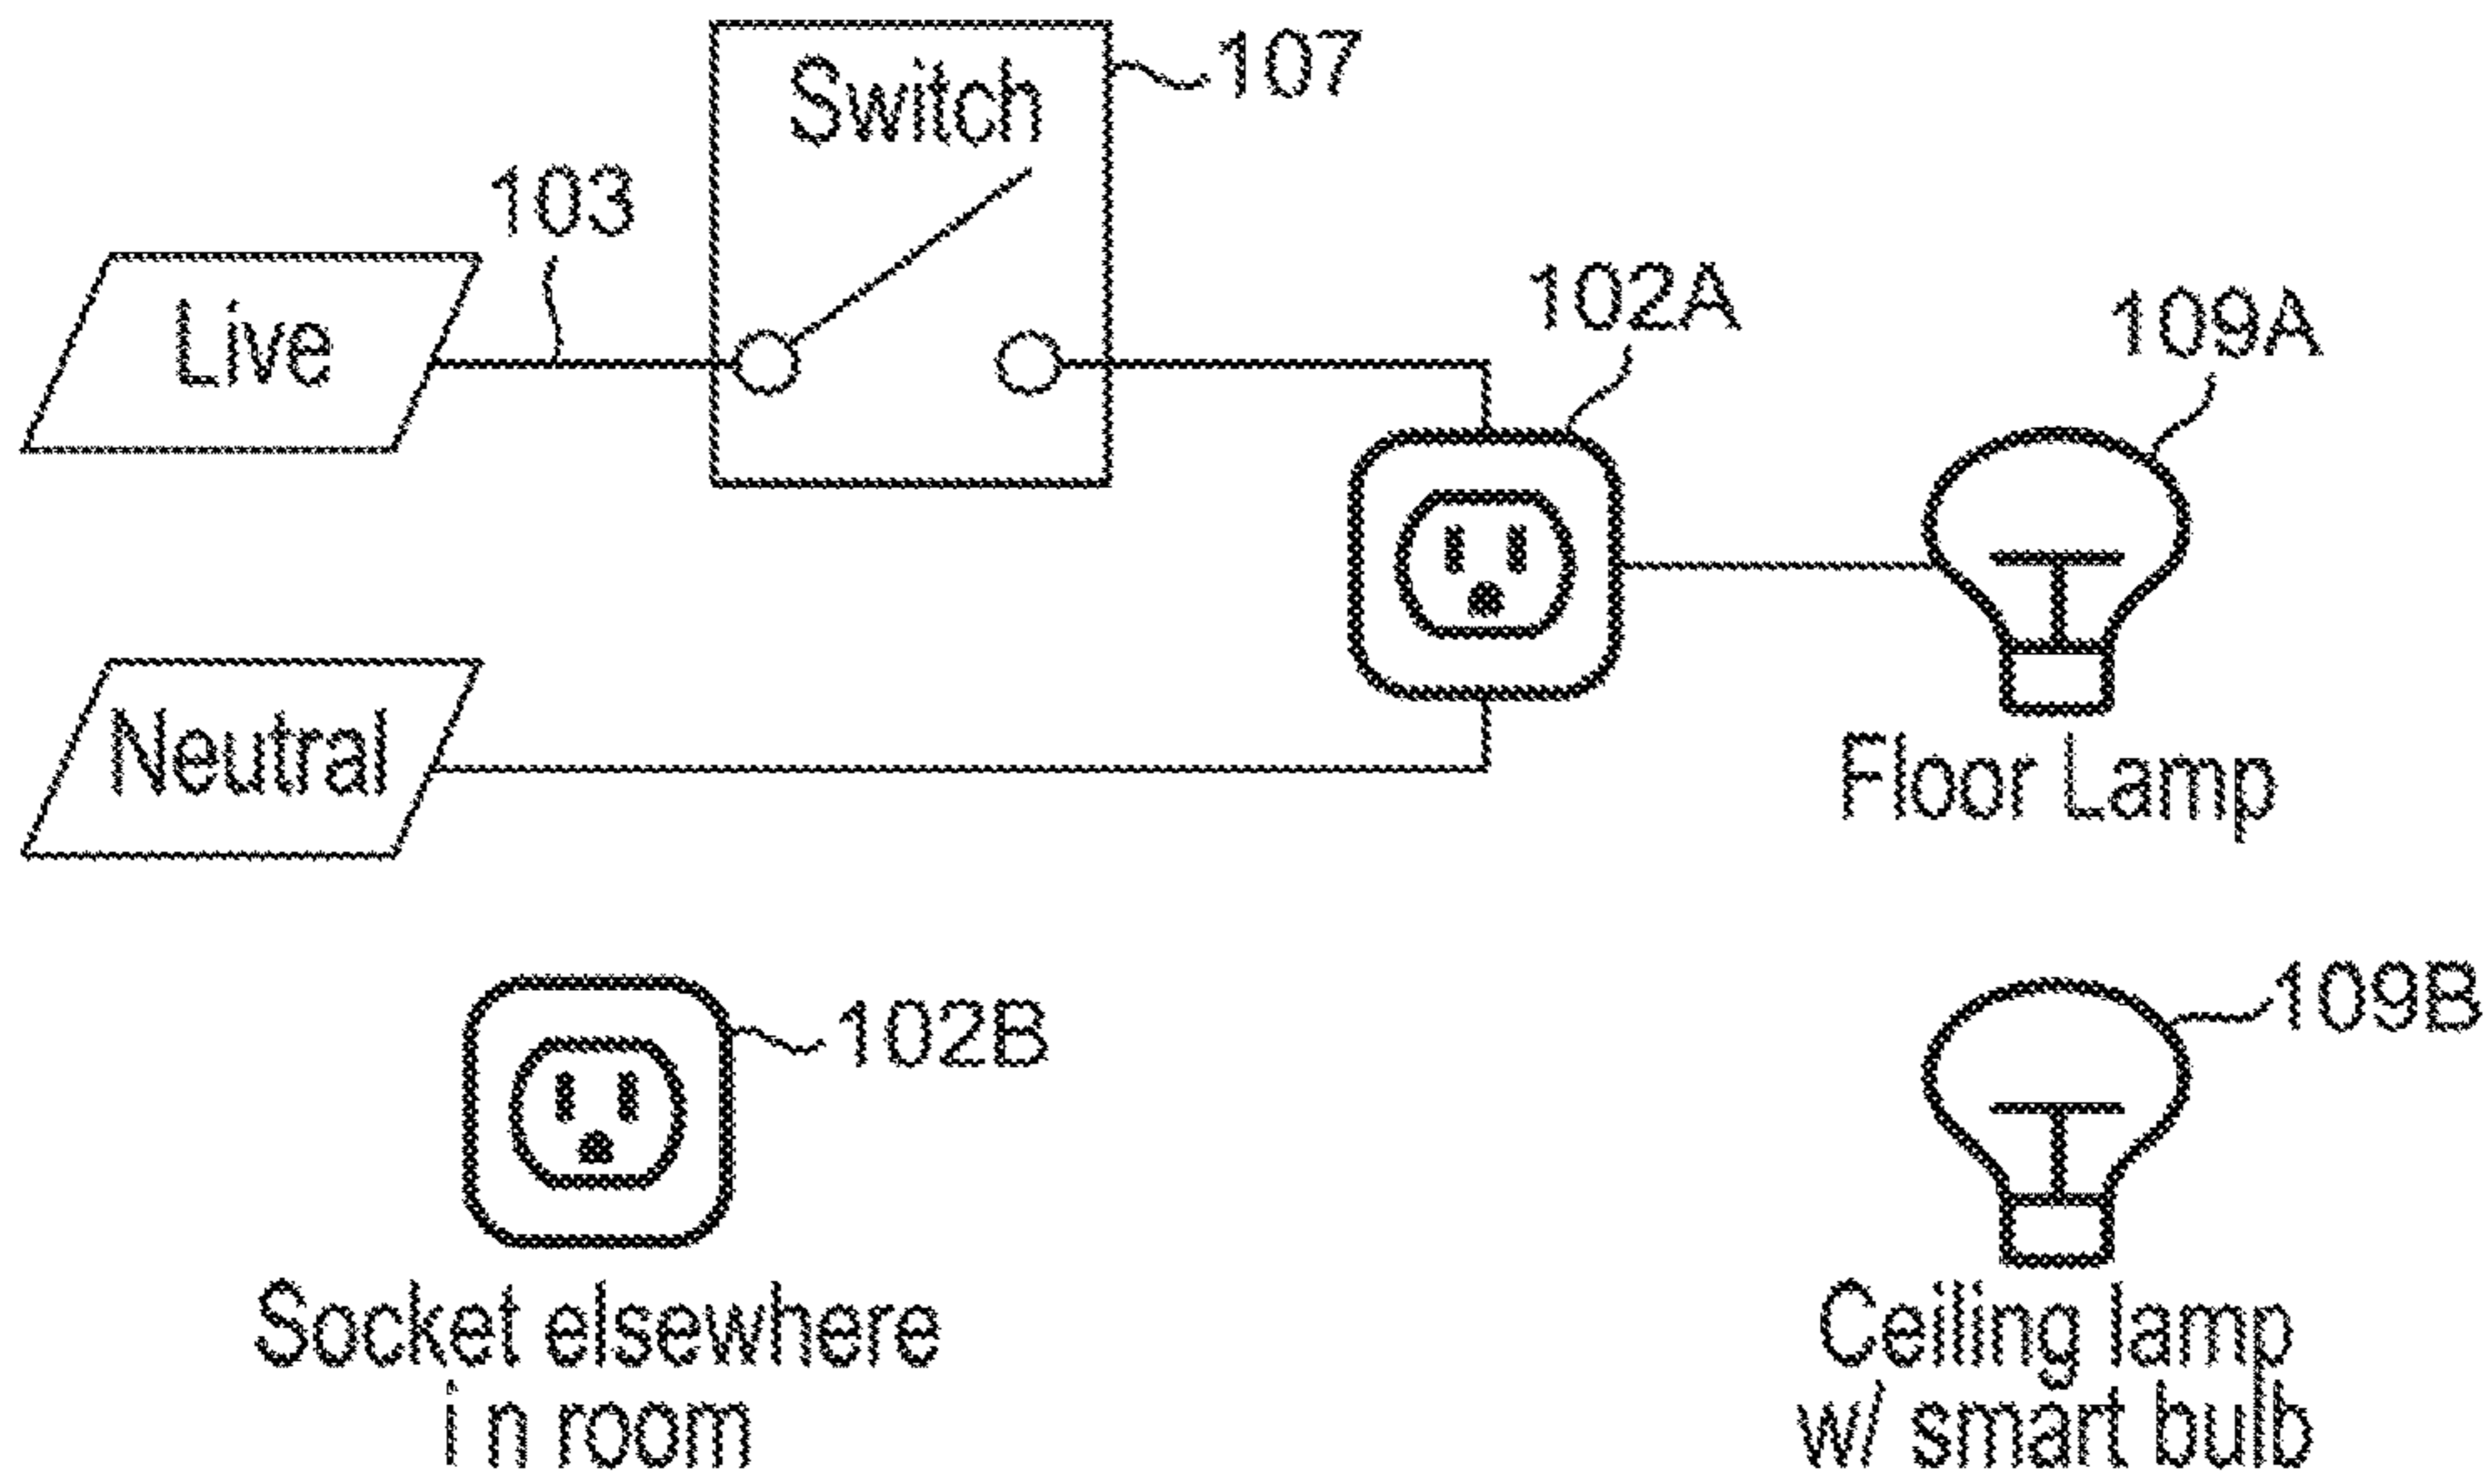 Switch
107
103
Live
102A
109A
Neutral
Floor Lamp
102B
109B
Socket elsewhere
i n room
Ceiling lamp
w/ smart bulb